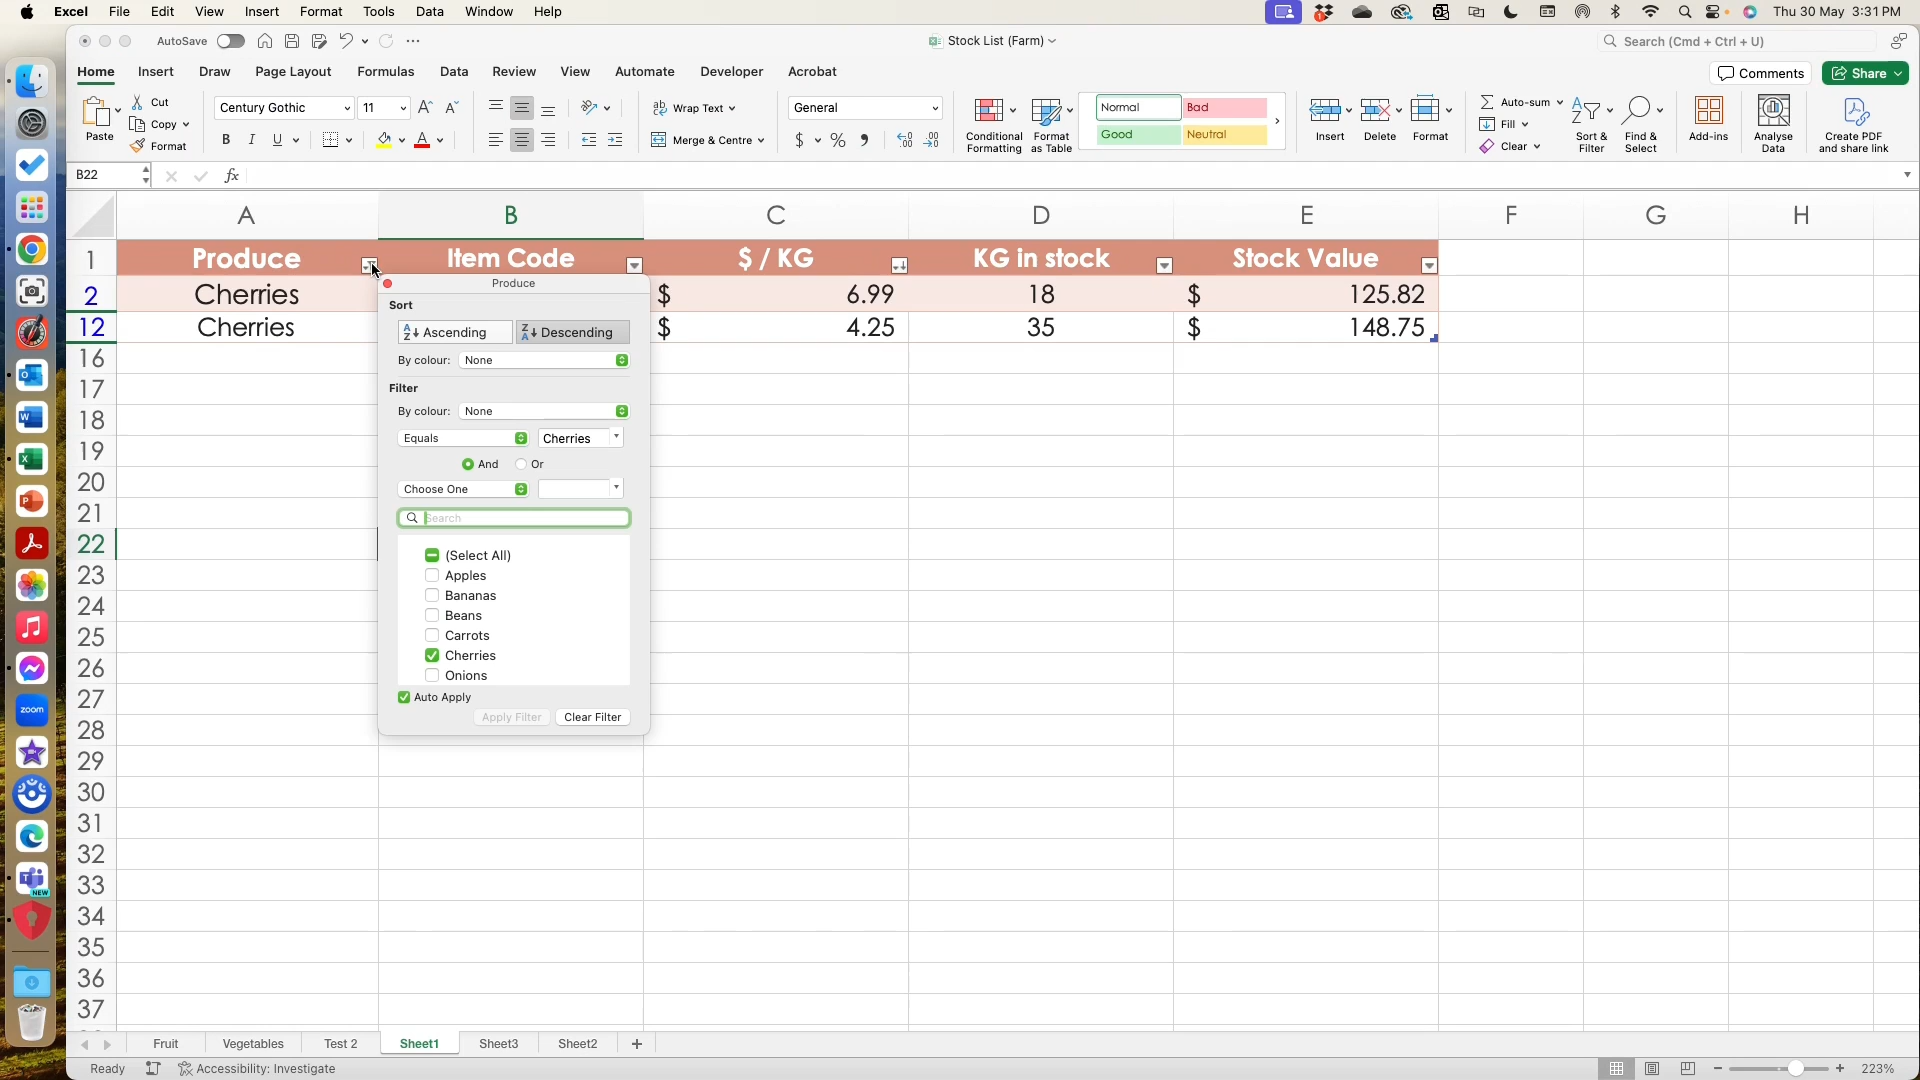 Excel File Edit View Insert Format Tools Data Window Help Thu 30 May 3:31 PM
AutoSave Stock List (Farm) Search (Cmd + Ctrl + U)
Home Insert Draw Page Layout Formulas Data Review View Automate Developer Acrobat Comments Share
Paste Cut Copy Format
Century Gothic 11
B I U
Wrap Text
Merge & Centre
General
$ %
Conditional Formatting
Format as Table
Normal Bad
Good Neutral
Insert Delete Format
Auto-sum
Fill
Clear
Sort & Filter
Find & Select
Add-ins
Analyse Data
Create PDF and share link
B22 fx
A B C D E F G H
1 Produce Item Code $ / KG KG in stock Stock Value
2 Cherries $ 6.99 18 $ 125.82
12 Cherries $ 4.25 35 $ 148.75
16
17
18
19
20
21
22
23
24
25
26
27
28
29
30
31
32
33
34
35
36
37
Produce
Sort
Ascending Descending
By colour: None
Filter
By colour: None
Equals Cherries
And Or
Choose One
Search
(Select All)
Apples
Bananas
Beans
Carrots
Cherries
Onions
Auto Apply
Apply Filter Clear Filter
zoom
NEW
Fruit Vegetables Test 2 Sheet1 Sheet3 Sheet2 +
Ready Accessibility: Investigate 223%